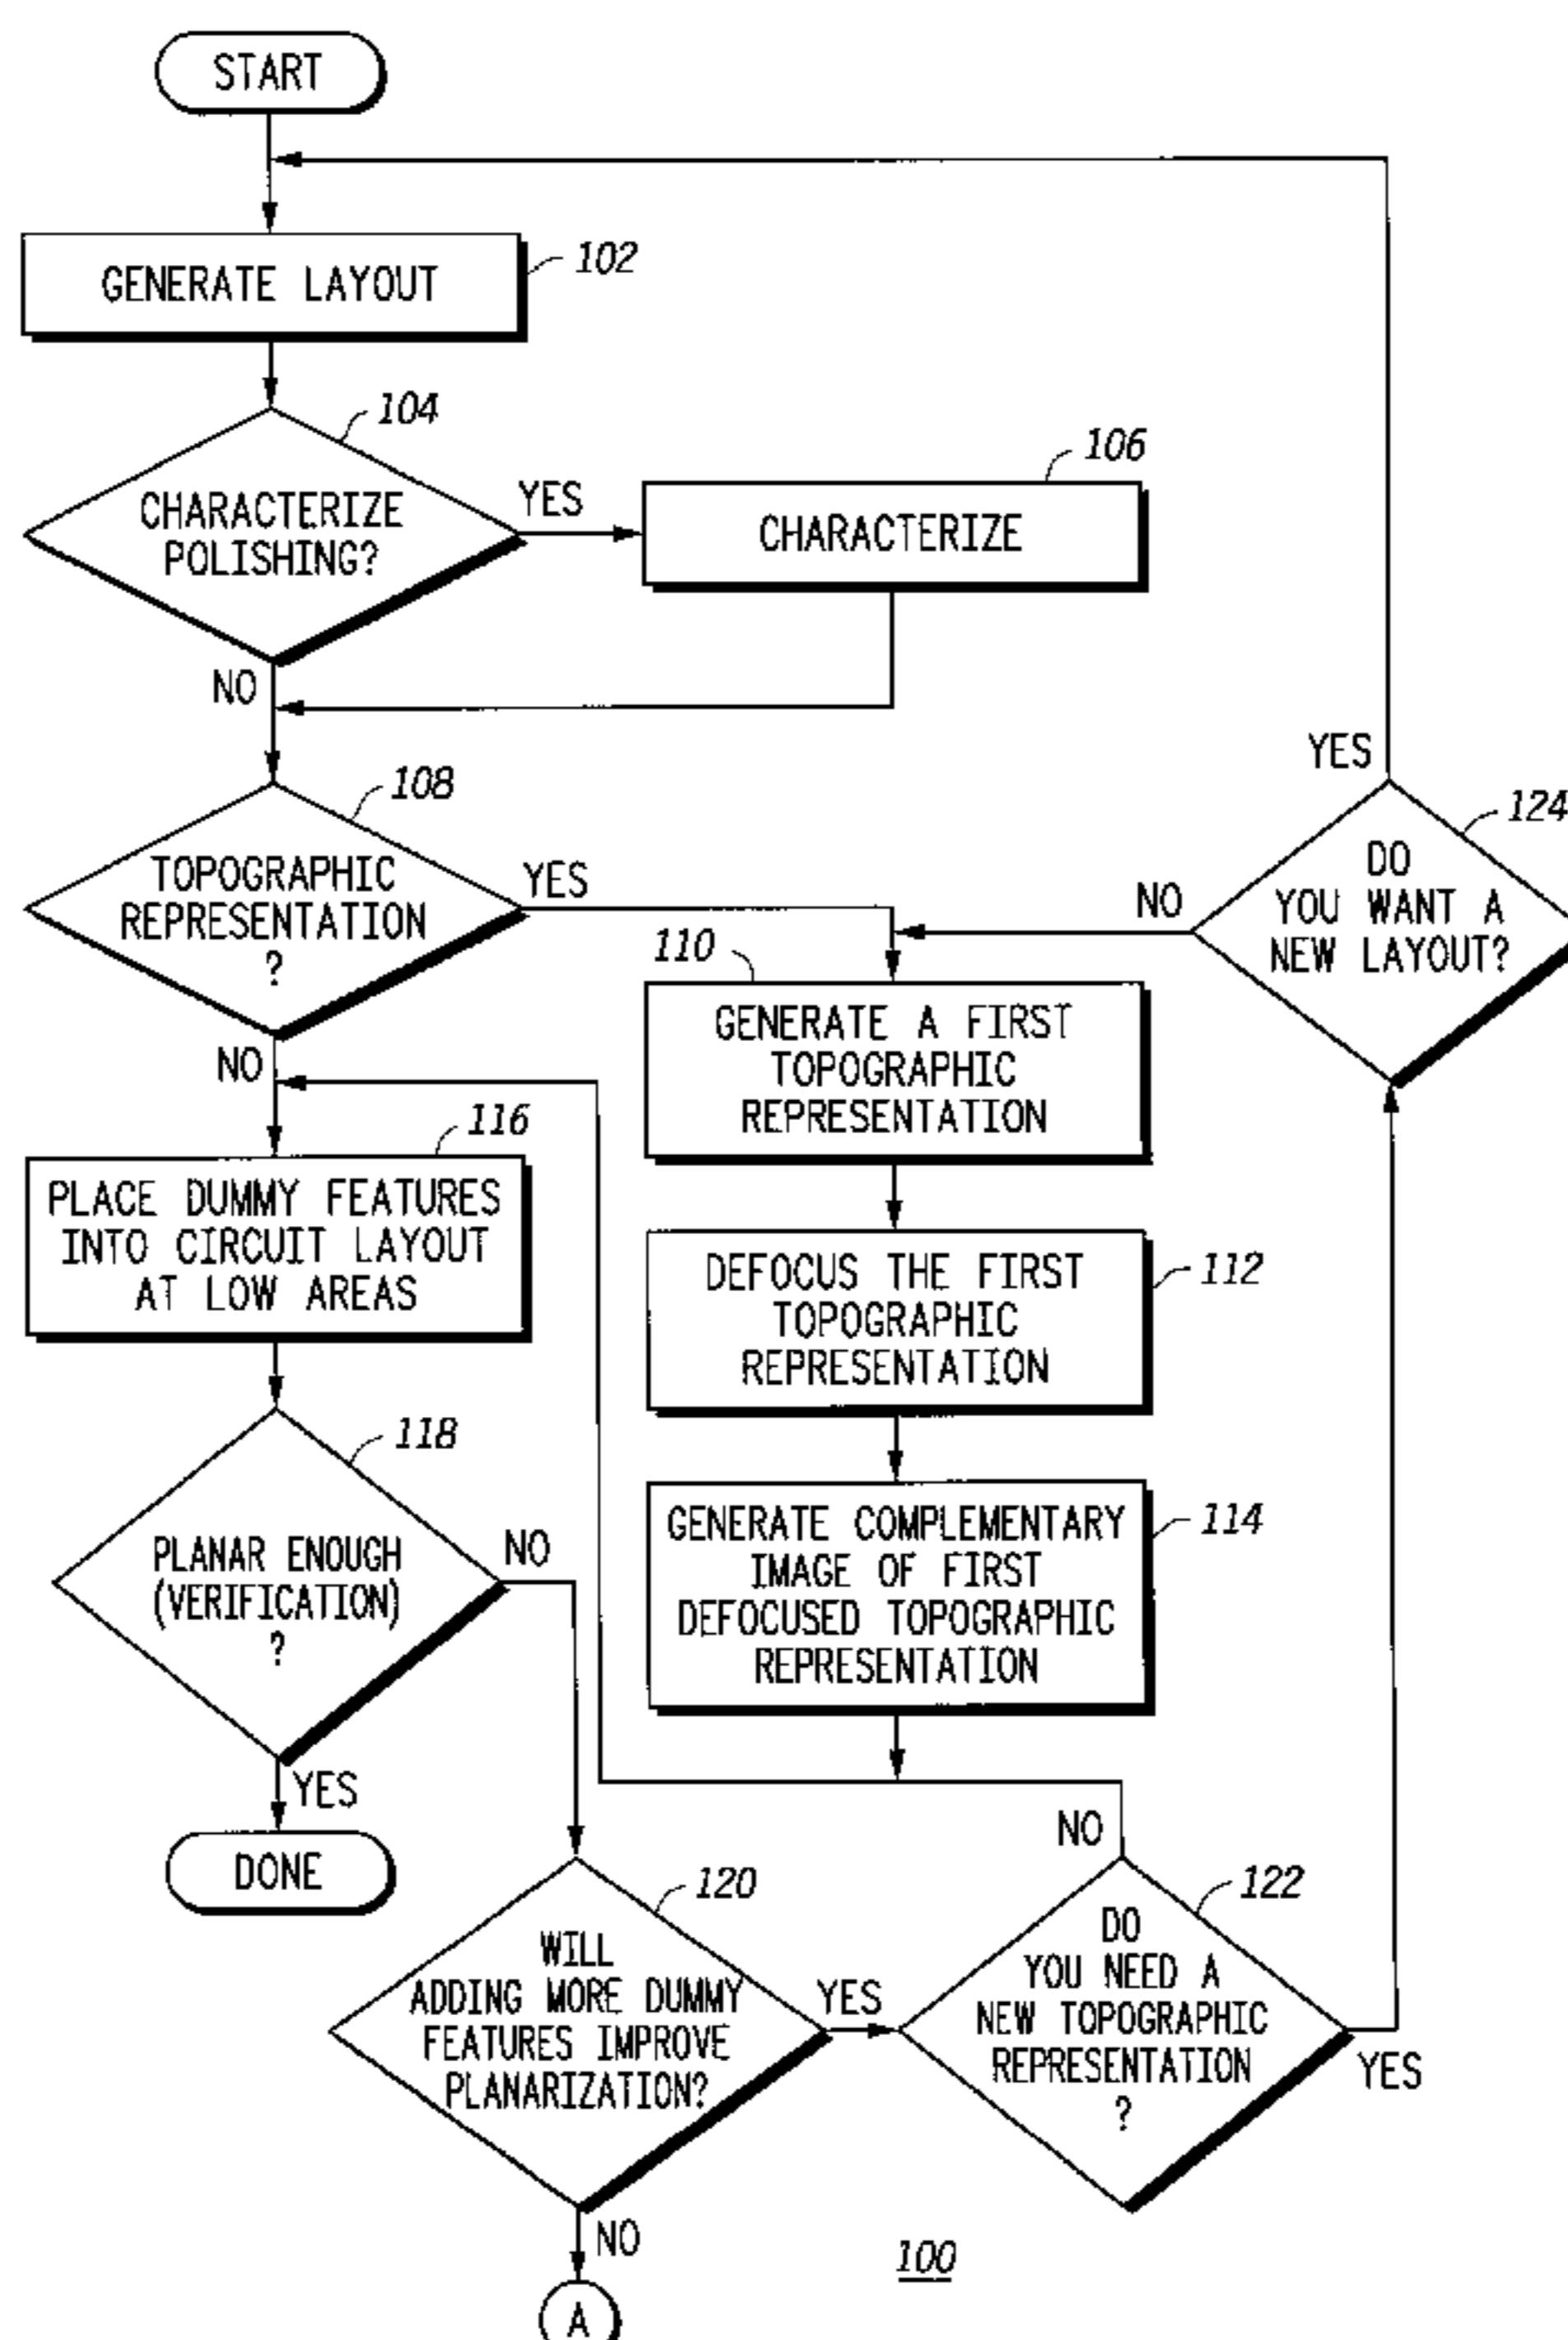 START
GENERATE LAYOUT
102
104
CHARACTERIZE
POLISHING?
YES
106
CHARACTERIZE
NO
108
TOPOGRAPHIC
REPRESENTATION
?
YES
YES
124
DO
YOU WANT A
NEW LAYOUT?
NO
110
GENERATE A FIRST
TOPOGRAPHIC
REPRESENTATION
NO
116
PLACE DUMMY FEATURES
INTO CIRCUIT LAYOUT
AT LOW AREAS
DEFOCUS THE FIRST
TOPOGRAPHIC
REPRESENTATION
112
118
PLANAR ENOUGH
(VERIFICATION)
?
NO
GENERATE COMPLEMENTARY
IMAGE OF FIRST
DEFOCUSED TOPOGRAPHIC
REPRESENTATION
114
YES
DONE
120
WILL
ADDING MORE DUMMY
FEATURES IMPROVE
PLANARIZATION?
YES
NO
122
DO
YOU NEED A
NEW TOPOGRAPHIC
REPRESENTATION
?
YES
NO
A
100